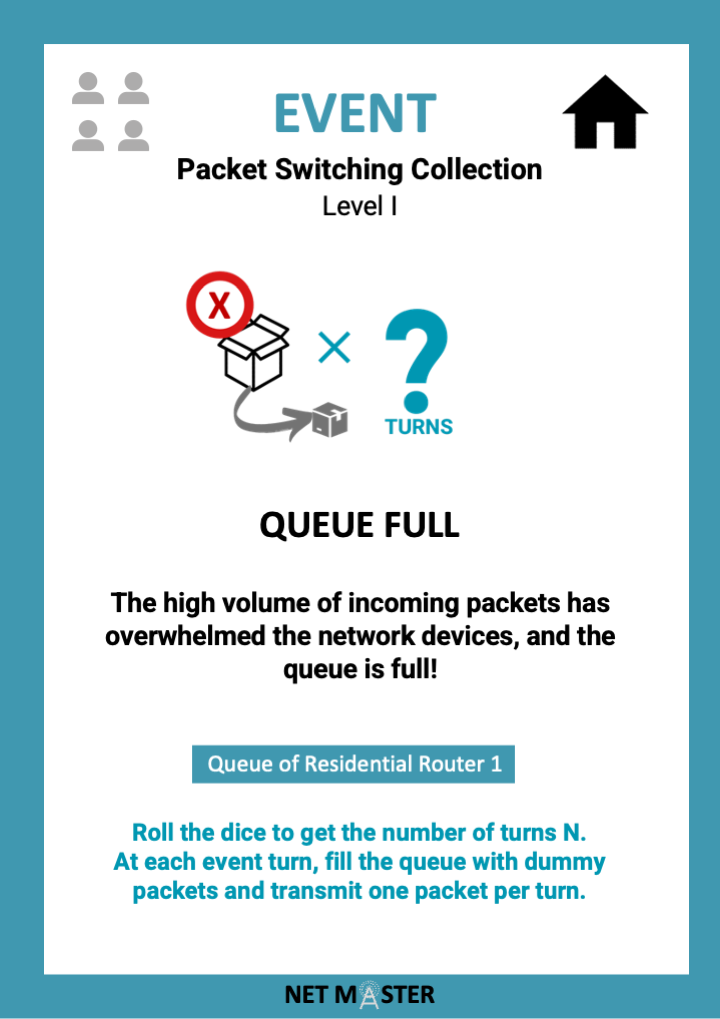 EVENT
Packet Switching Collection
Level I
X
?
TURNS
QUEUE FULL
The high volume of incoming packets has
overwhelmed the network devices, and the
queue is full!
Queue of Residential Router 1
Roll the dice to get the number of turns N.
At each event turn, fill the queue with dummy
packets and transmit one packet per turn.
NET MASTER